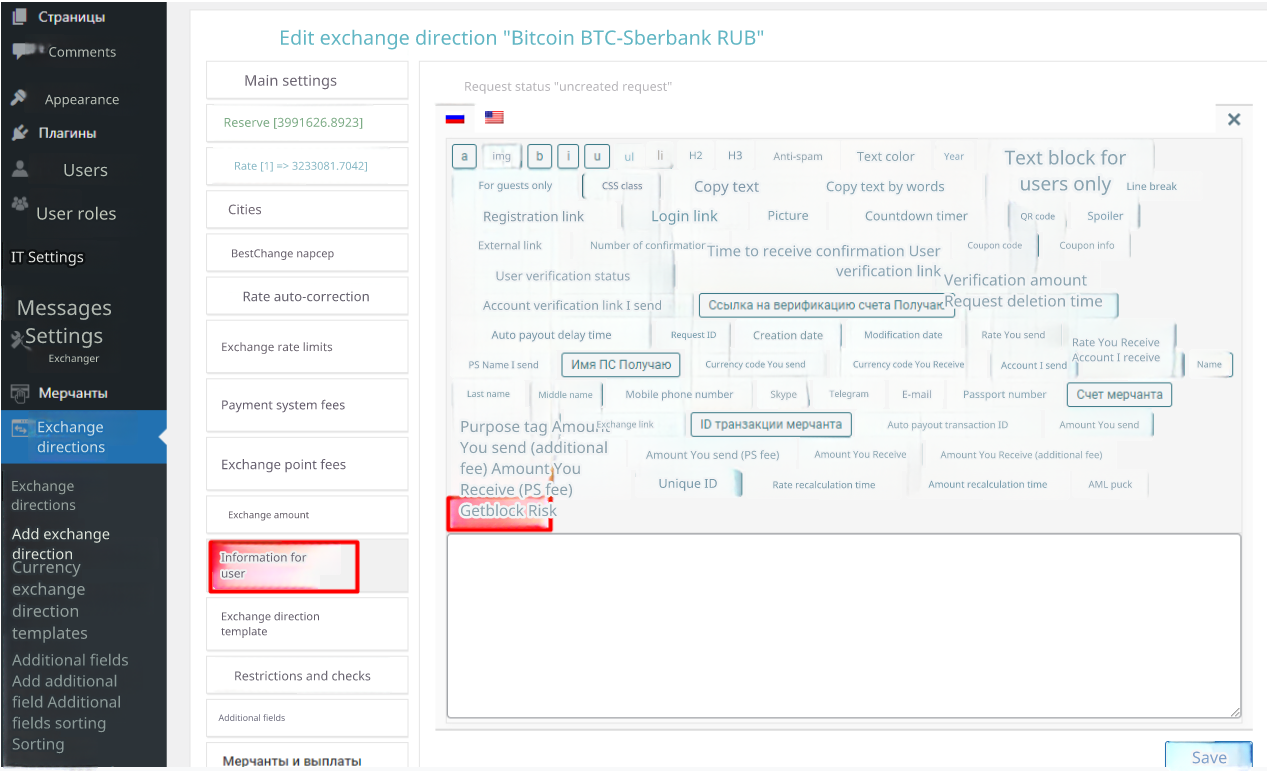 Страницы
Comments
Appearance
Плагины
Users
User roles
IT Settings
Messages
Settings
Exchanger
Мерчанты
Exchange
directions
Exchange
directions
Add exchange
direction
Currency
exchange
direction
templates
Additional fields
Add additional
field Additional
fields sorting
Sorting
Edit exchange direction "Bitcoin BTC-Sberbank RUB"
Main settings
Reserve [3991626.8923]
Rate [1] => 3233081.7042]
Cities
BestChange парсер
Rate auto-correction
Exchange rate limits
Payment system fees
Exchange point fees
Exchange amount
Information for
user
Exchange direction
template
Restrictions and checks
Additional fields
Мерчанты и выплаты
Request status "uncreated request"
a img b i u ul li H2 H3 Anti-spam Text color Year Text block for
users only
For guests only CSS class Copy text Copy text by words Line break
Registration link Login link Picture Countdown timer QR code Spoiler
External link Number of confirmation Time to receive confirmation User
verification link Coupon code Coupon info
User verification status Verification amount
Request deletion time
Account verification link I send Ссылка на верификацию счета Получаю
Auto payout delay time Request ID Creation date Modification date Rate You send Rate You Receive
PS Name I send Имя ПС Получаю Currency code You send Currency code You Receive Account I send Account I receive Name
Last name Middle name Mobile phone number Skype Telegram E-mail Passport number Счет мерчанта
Purpose tag Amount
You send (additional
fee) Amount You
Receive (PS fee)
Getblock Risk
Exchange link ID транзакции мерчанта Auto payout transaction ID Amount You send
Amount You send (PS fee) Amount You Receive Amount You Receive (additional fee)
Unique ID Rate recalculation time Amount recalculation time AML риск
Save